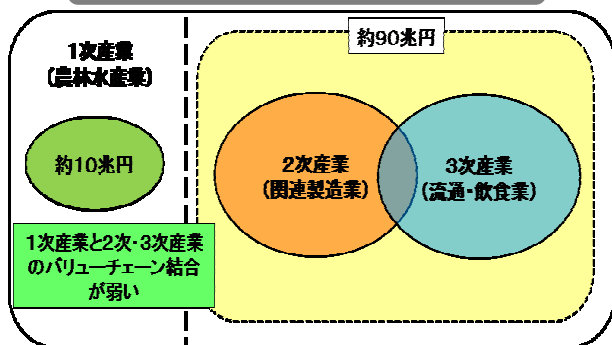 1次産業
(農林水産業)
約10兆円
1次産業と2次・3次産業
のバリューチェーン結合
が弱い
約90兆円
2次産業
(関連製造業)
3次産業
(流通・飲食業)